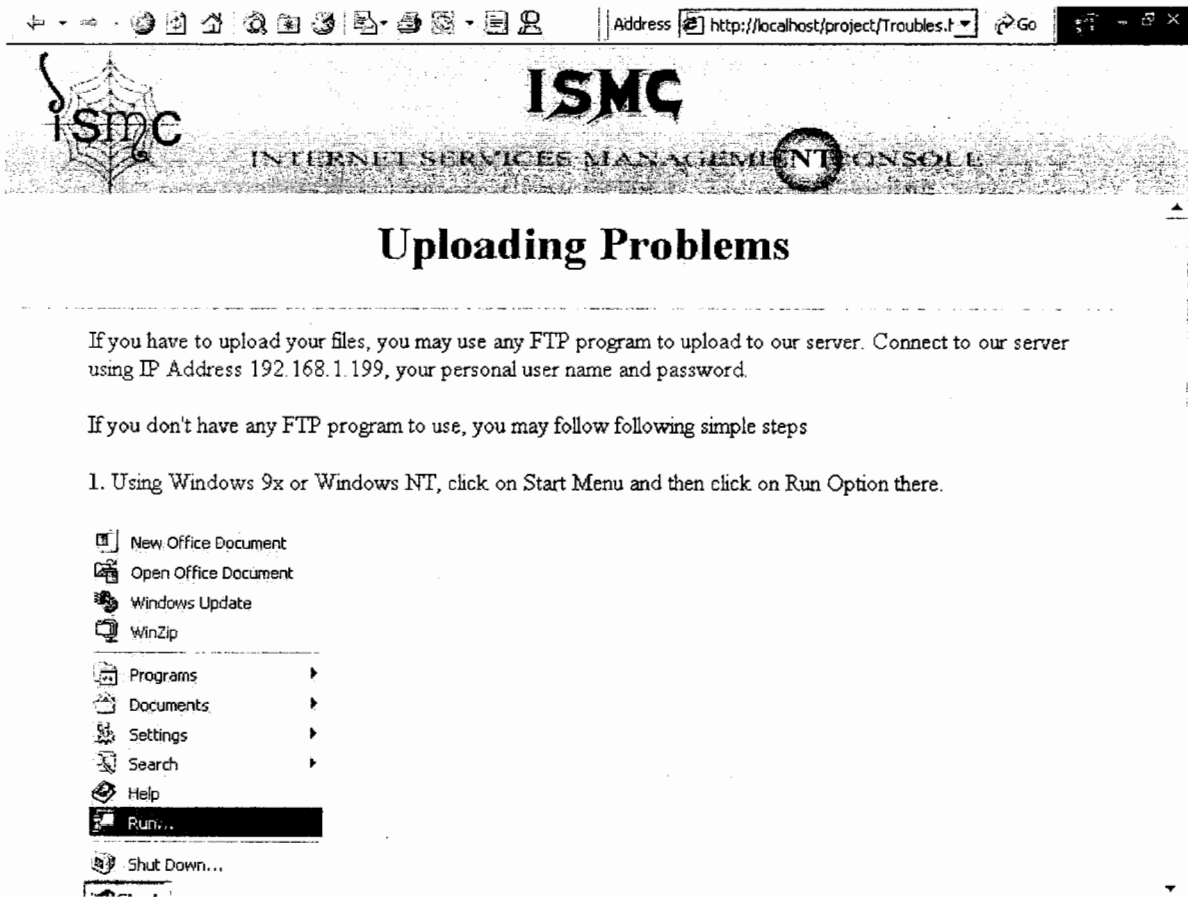 Address http://localhost/project/Troubles.h Go
ismc
ISMC
INTERNET SERVICES MANAGEMENT CONSOLE
Uploading Problems
If you have to upload your files, you may use any FTP program to upload to our server. Connect to our server
using IP Address 192.168.1.199, your personal user name and password.
If you don't have any FTP program to use, you may follow following simple steps
1. Using Windows 9x or Windows NT, click on Start Menu and then click on Run Option there.
New Office Document
Open Office Document
Windows Update
WinZip
Programs
Documents
Settings
Search
Help
Run...
Shut Down...